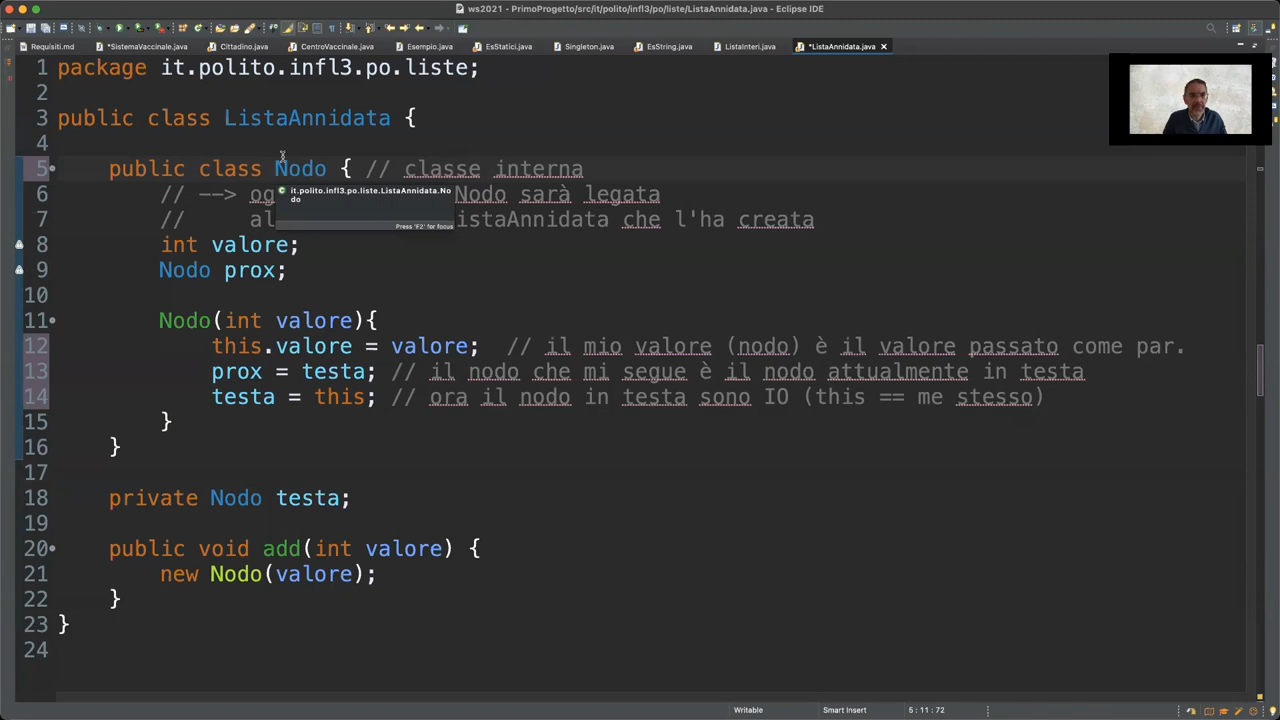 ws2021 - PrimoProgetto/src/it/polito/infl3/po/liste/ListaAnnidata.java - Eclipse IDE
Requisiti.md *SistemaVaccinale.java Cittadino.java CentroVaccinale.java Esempio.java EsStatici.java Singleton.java EsString.java ListaInteri.java *ListaAnnidata.java
1 package it.polito.infl3.po.liste;
2
3 public class ListaAnnidata {
4
5 public class Nodo { // classe interna
6 // --> og Nodo sarà legata
7 // al istaAnnidata che l'ha creata
it.polito.infl3.po.liste.ListaAnnidata.No
do
Press 'F2' for focus
8 int valore;
9 Nodo prox;
10
11 Nodo(int valore){
12 this.valore = valore; // il mio valore (nodo) è il valore passato come par.
13 prox = testa; // il nodo che mi segue è il nodo attualmente in testa
14 testa = this; // ora il nodo in testa sono IO (this == me stesso)
15 }
16 }
17
18 private Nodo testa;
19
20 public void add(int valore) {
21 new Nodo(valore);
22 }
23 }
24
Writable Smart Insert 5 : 11 : 72